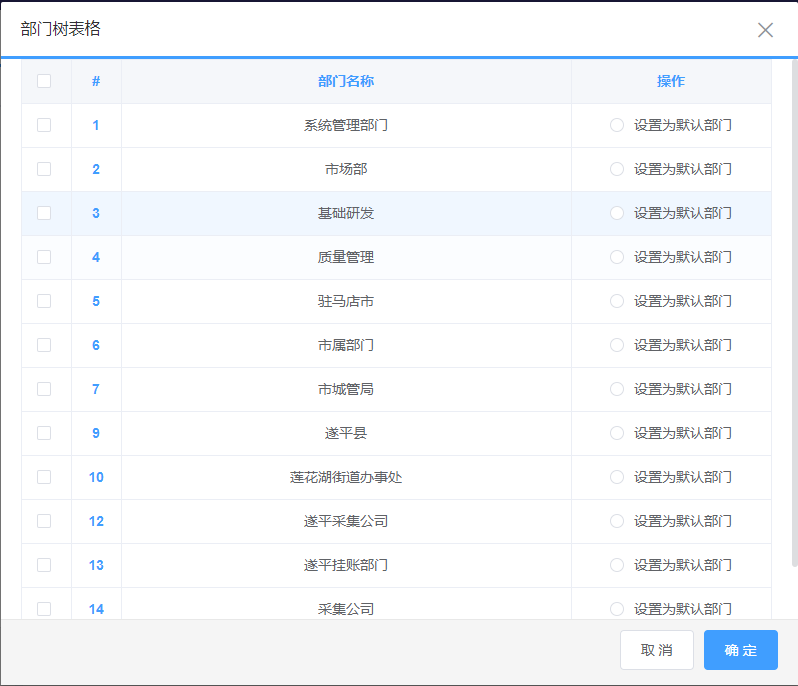 部门树表格
# 部门名称 操作
1 系统管理部门 设置为默认部门
2 市场部 设置为默认部门
3 基础研发 设置为默认部门
4 质量管理 设置为默认部门
5 驻马店市 设置为默认部门
6 市属部门 设置为默认部门
7 市城管局 设置为默认部门
9 遂平县 设置为默认部门
10 莲花湖街道办事处 设置为默认部门
12 遂平采集公司 设置为默认部门
13 遂平挂账部门 设置为默认部门
14 采集公司 设置为默认部门
取 消 确 定